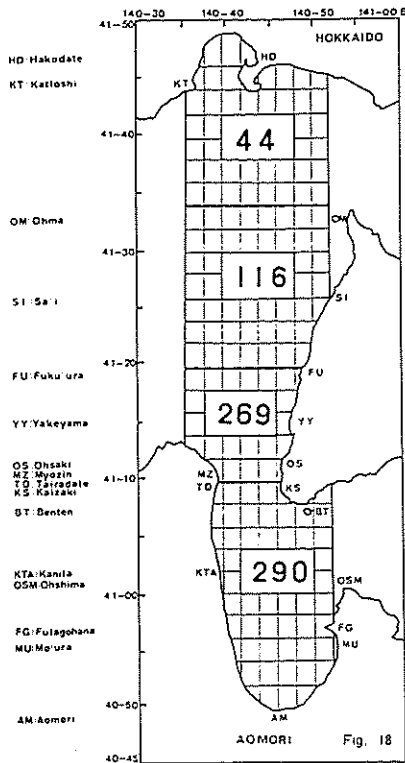 140-30 140-40 140-50 141-00 E
41-50
HOKKAIDO
HD:Hakodate
HD
KT:Katloshi
KT
41-40
44
OM:Ohma
OM
41-30
116
SI:Sa'i
SI
41-20
FU:Fuku'ura
FU
269
YY:Yakeyama
YY
OS:Ohsaki
OS
MZ:Myozin
MZ
41-10
TD:Tairadate
TD
KS:Kaizaki
KS
BT:Benten
BT
290
KTA:Kanita
KTA
OSM:Ohshima
OSM
41-00
FG:Futagohana
FG
MU:Mo'ura
MU
40-50
AM:Aomori
AM
AOMORI
Fig. 18
40-45